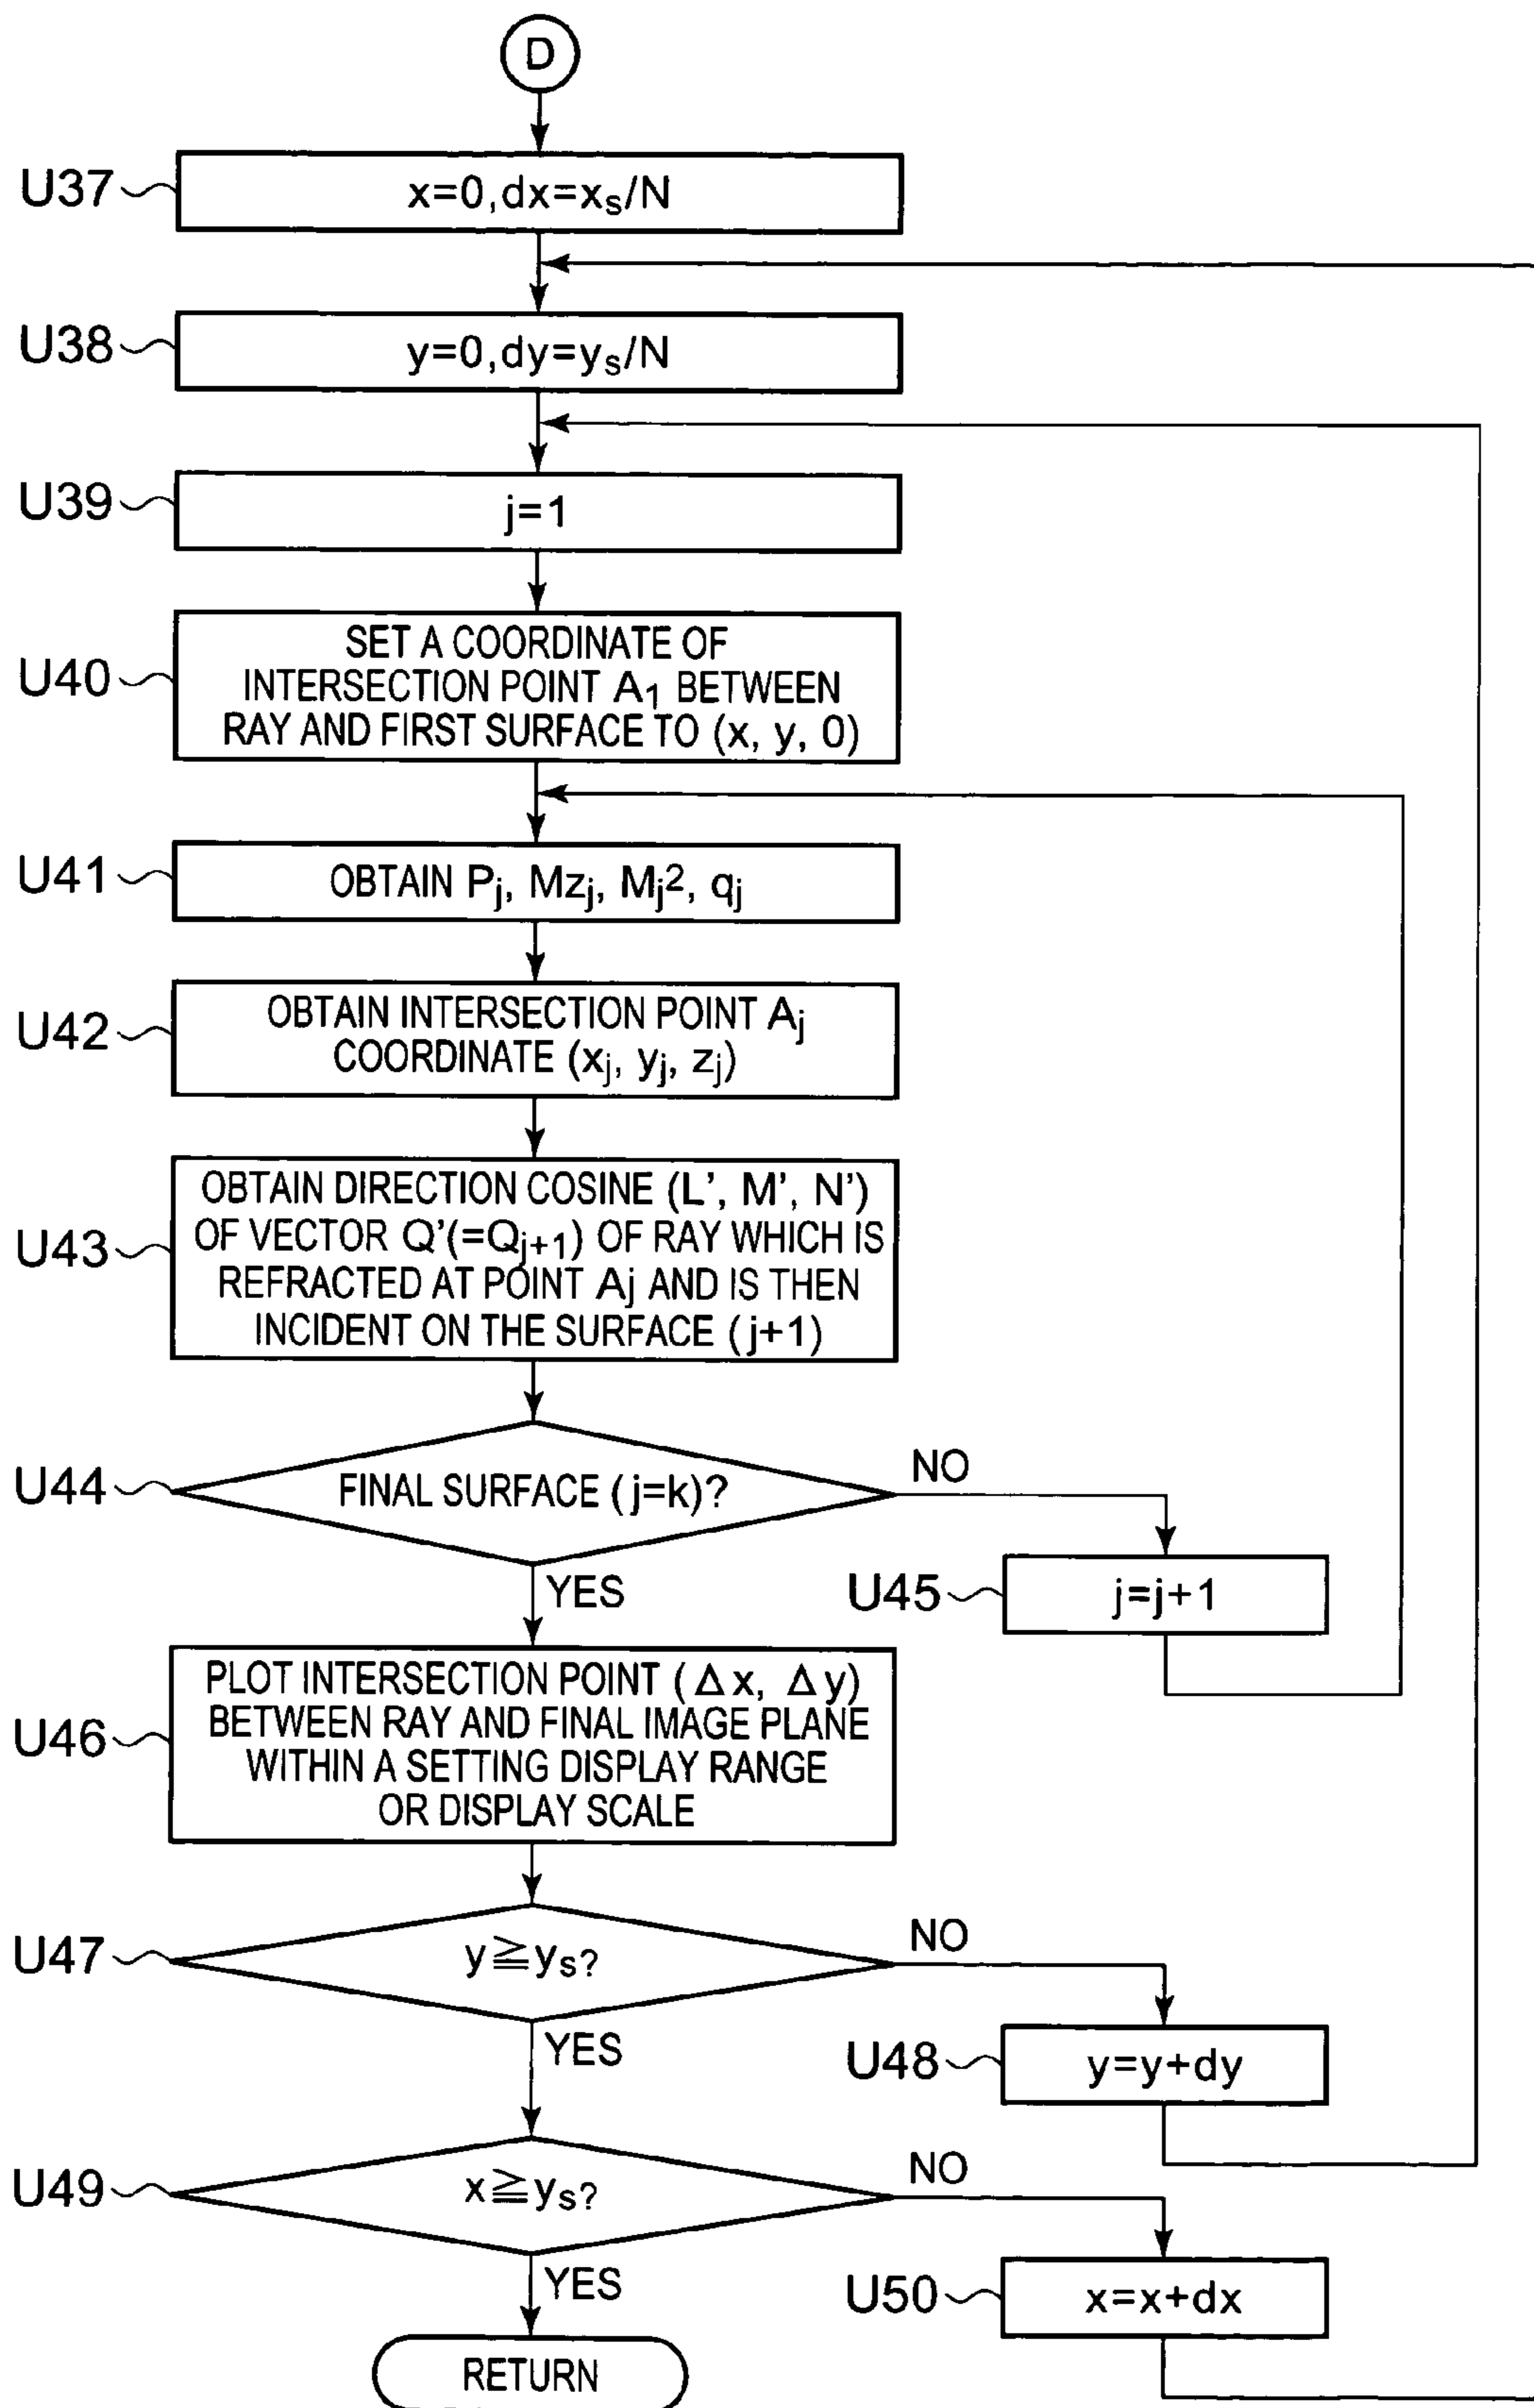 D
U37
x=0,dx=xs/N
U38
y=0,dy=ys/N
U39
j=1
U40
SET A COORDINATE OF
INTERSECTION POINT A1 BETWEEN
RAY AND FIRST SURFACE TO (x, y, 0)
U41
OBTAIN Pj, Mzj, Mj2, qj
U42
OBTAIN INTERSECTION POINT Aj
COORDINATE (xj, yj, zj)
U43
OBTAIN DIRECTION COSINE (L', M', N')
OF VECTOR Q'(=Qj+1) OF RAY WHICH IS
REFRACTED AT POINT Aj AND IS THEN
INCIDENT ON THE SURFACE (j+1)
U44
FINAL SURFACE (j=k)?
NO
YES
U45
j=j+1
U46
PLOT INTERSECTION POINT (Δx, Δy)
BETWEEN RAY AND FINAL IMAGE PLANE
WITHIN A SETTING DISPLAY RANGE
OR DISPLAY SCALE
U47
y≧ys?
NO
YES
U48
y=y+dy
U49
x≧ys?
NO
YES
U50
x=x+dx
RETURN